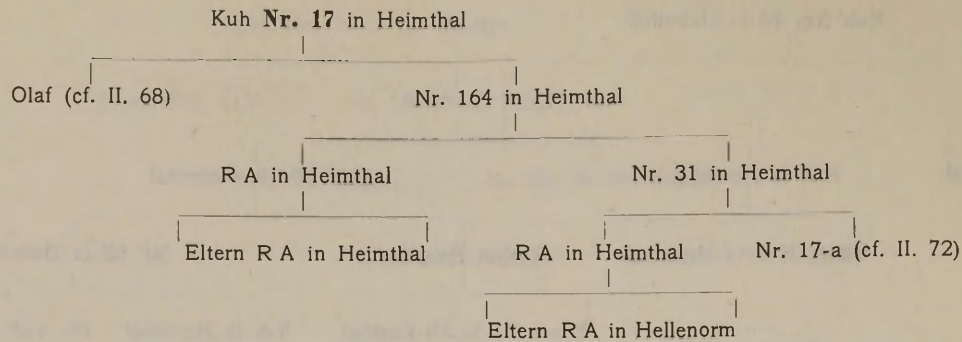 Kuh Nr. 17 in Heimthal
Olaf (cf. II. 68) Nr. 164 in Heimthal
R A in Heimthal Nr. 31 in Heimthal
Eltern R A in Heimthal R A in Heimthal Nr. 17-a (cf. II. 72)
Eltern R A in Hellenorm